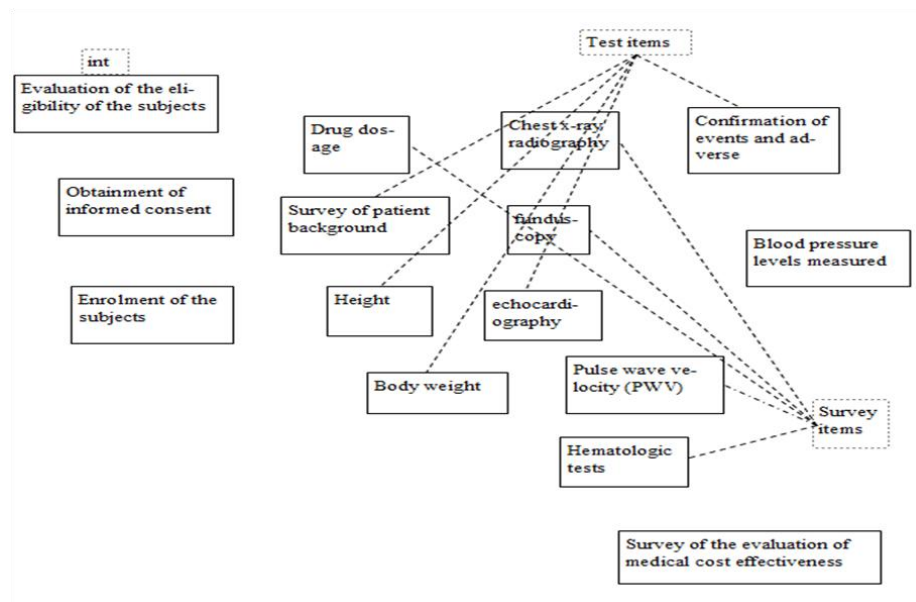 Test items
int
Evaluation of the eli-
gibility of the subjects
Drug dos-
age
Chest x-ray
radiography
Confirmation of
events and ad-
verse
Obtainment of
informed consent
Survey of patient
background
fundus-
copy
Blood pressure
levels measured
Enrolment of the
subjects
Height
echocardi-
ography
Body weight
Pulse wave ve-
locity (PWV)
Survey
items
Hematologic
tests
Survey of the evaluation of
medical cost effectiveness